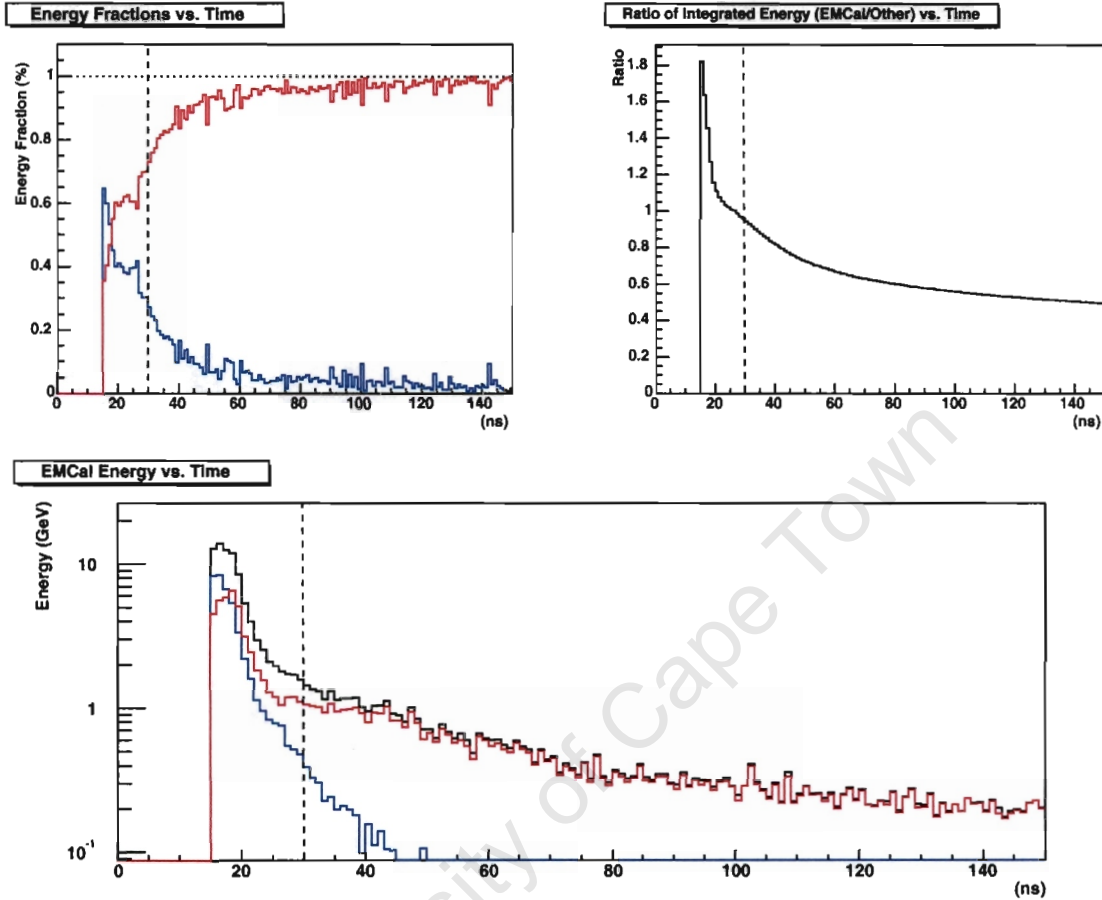 Energy Fractions vs. Time
Energy Fraction (%)
1
0.8
0.6
0.4
0.2
0
0 20 40 60 80 100 120 140
(ns)
Ratio of Integrated Energy (EMCal/Other) vs. Time
Ratio
1.8
1.6
1.4
1.2
1
0.8
0.6
0.4
0.2
0
0 20 40 60 80 100 120 140
(ns)
EMCal Energy vs. Time
Energy (GeV)
10
1
10⁻¹
0 20 40 60 80 100 120 140
(ns)
sity of Cape Town